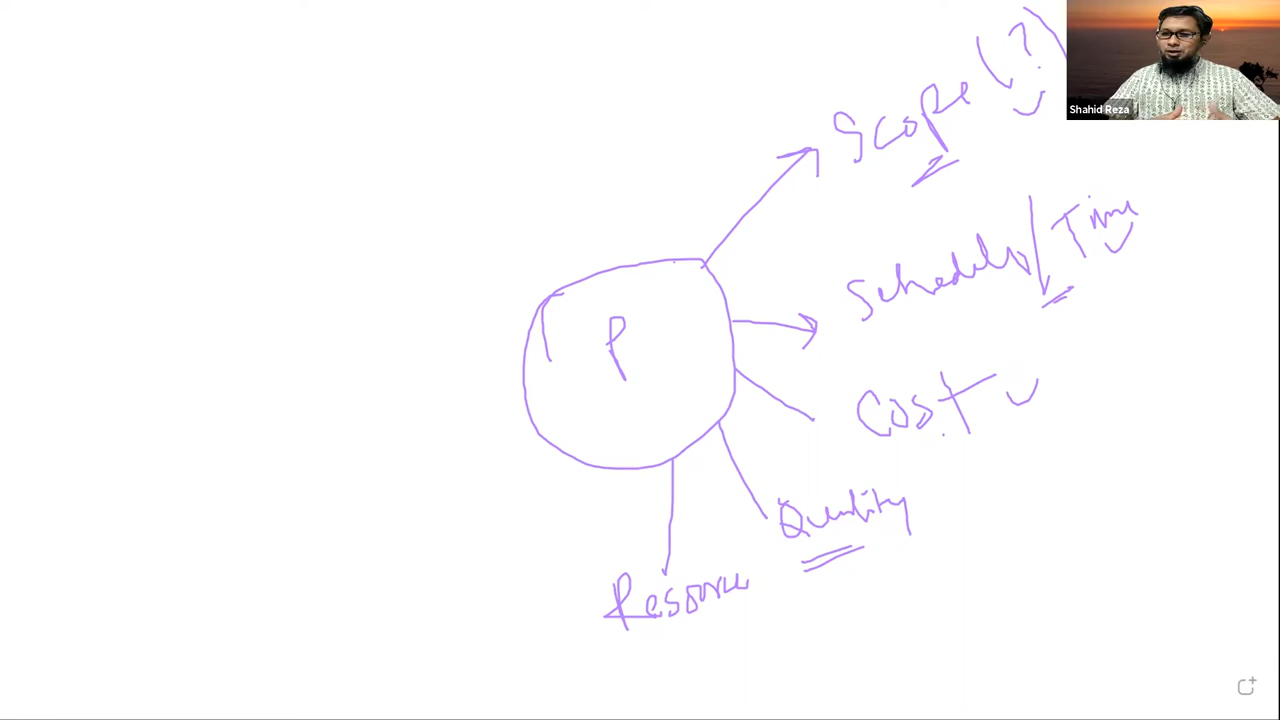 Scope (?)
Shahid Reza
Schedule/Time
P
Cost
Quality
Resource